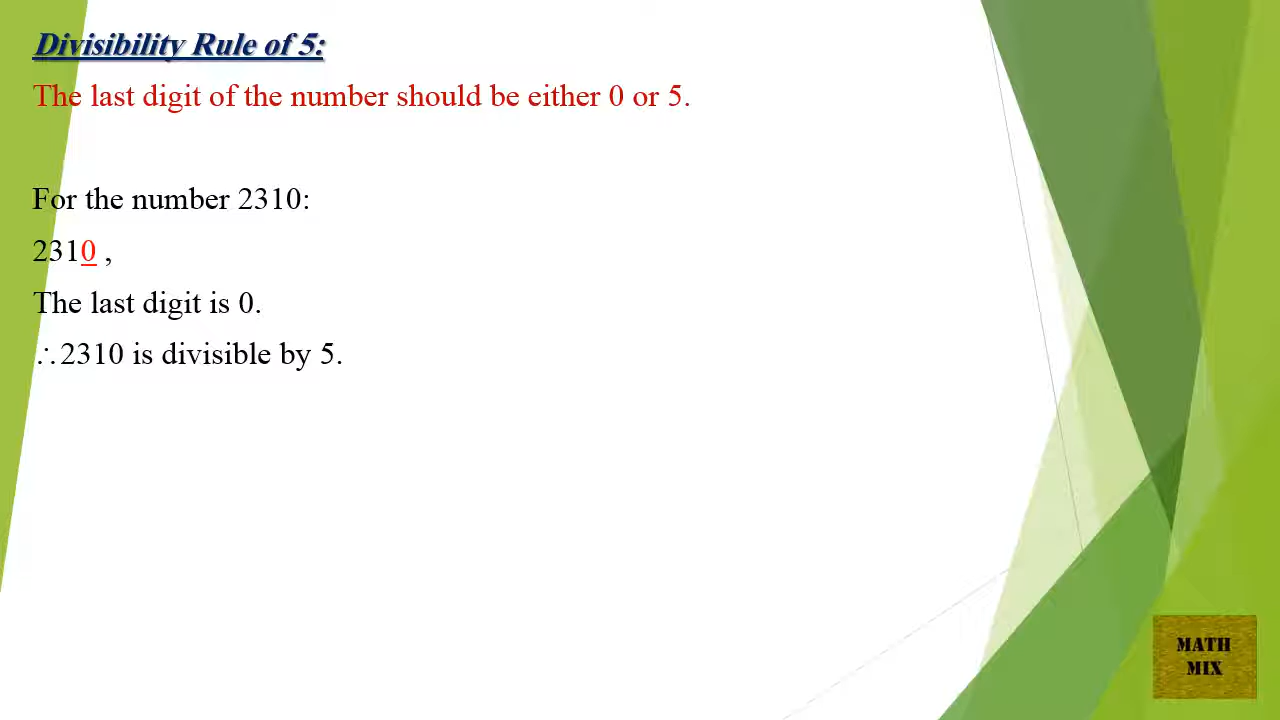 Divisibility Rule of 5:
The last digit of the number should be either 0 or 5.
For the number 2310:
2310 ,
The last digit is 0.
∴2310 is divisible by 5.
MATH
MIX